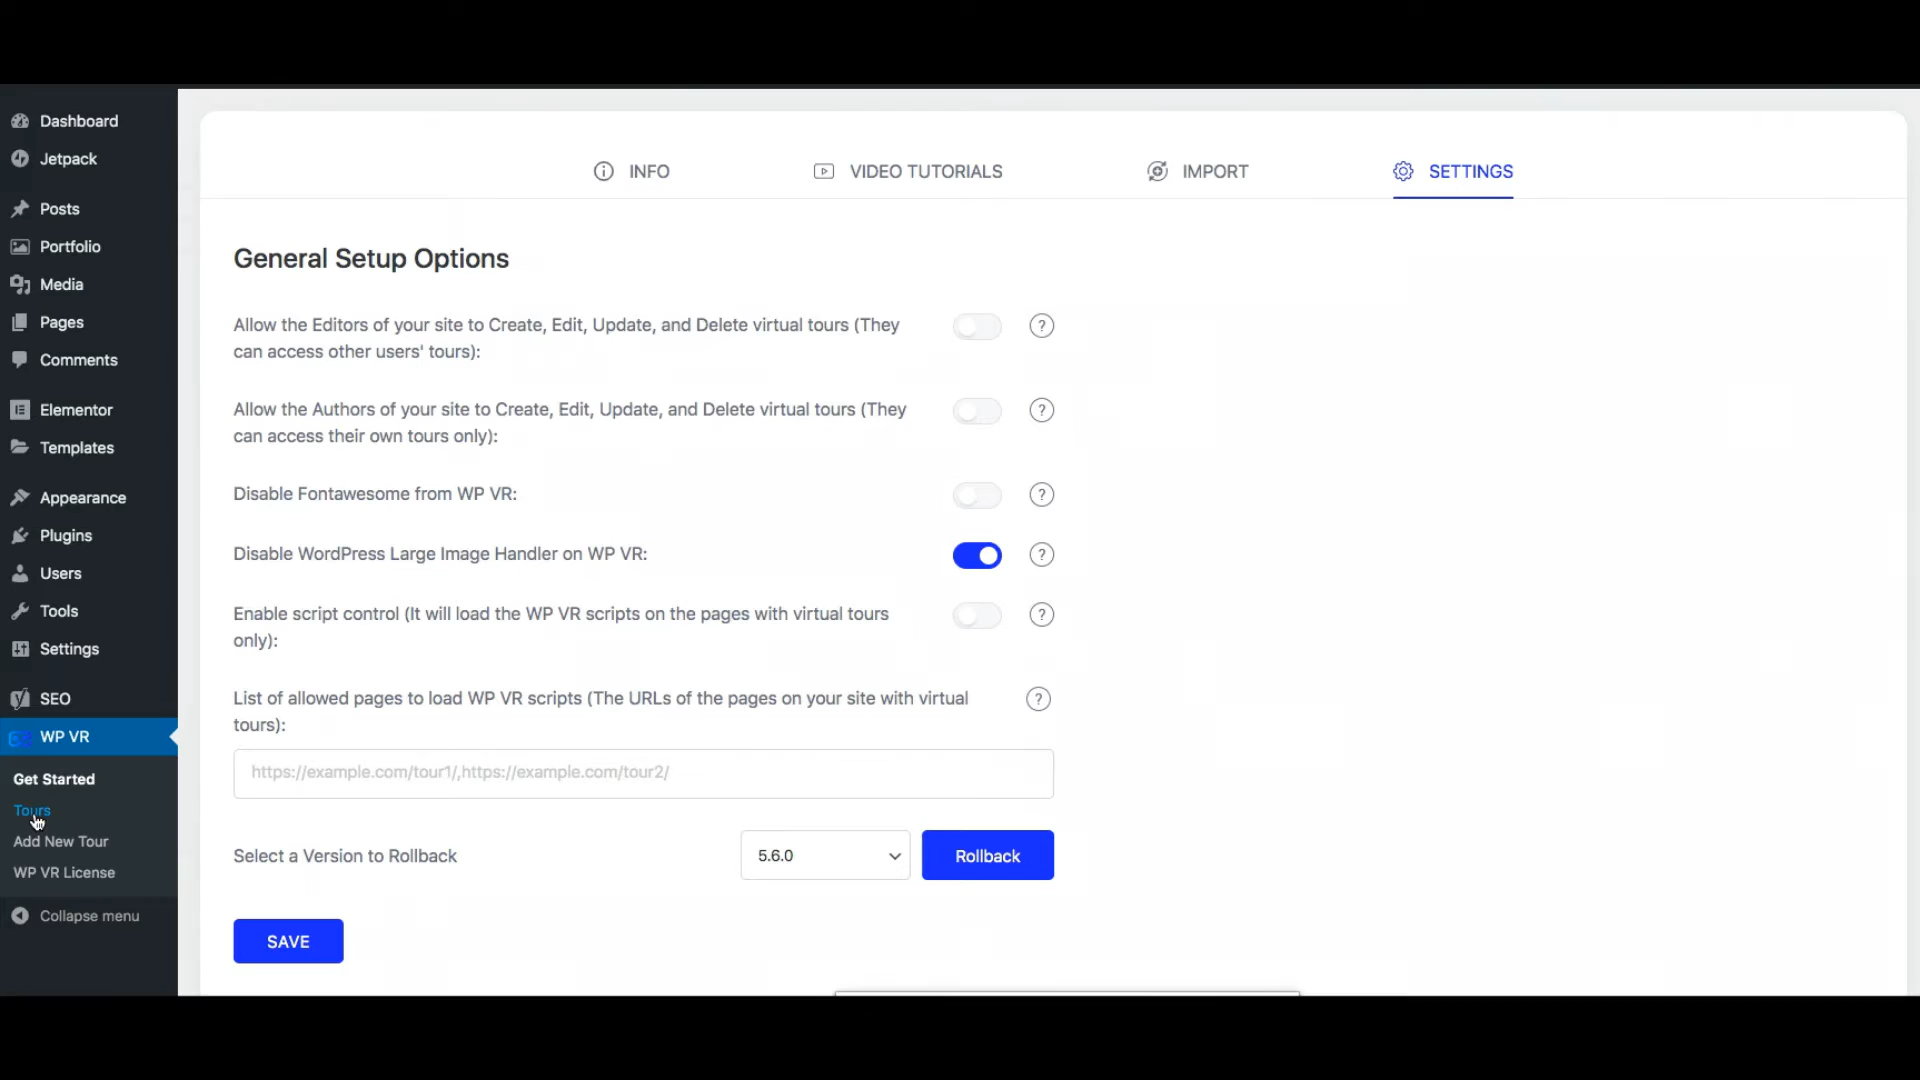 Dashboard
Jetpack
Posts
Portfolio
Media
Pages
Comments
Elementor
Templates
Appearance
Plugins
Users
Tools
Settings
SEO
WP VR
Get Started
Tours
Add New Tour
WP VR License
Collapse menu
INFO
VIDEO TUTORIALS
IMPORT
SETTINGS
General Setup Options
Allow the Editors of your site to Create, Edit, Update, and Delete virtual tours (They
can access other users' tours):
Allow the Authors of your site to Create, Edit, Update, and Delete virtual tours (They
can access their own tours only):
Disable Fontawesome from WP VR:
Disable WordPress Large Image Handler on WP VR:
Enable script control (It will load the WP VR scripts on the pages with virtual tours
only):
List of allowed pages to load WP VR scripts (The URLs of the pages on your site with virtual
tours):
https://example.com/tour1/,https://example.com/tour2/
Select a Version to Rollback
5.6.0
Rollback
SAVE